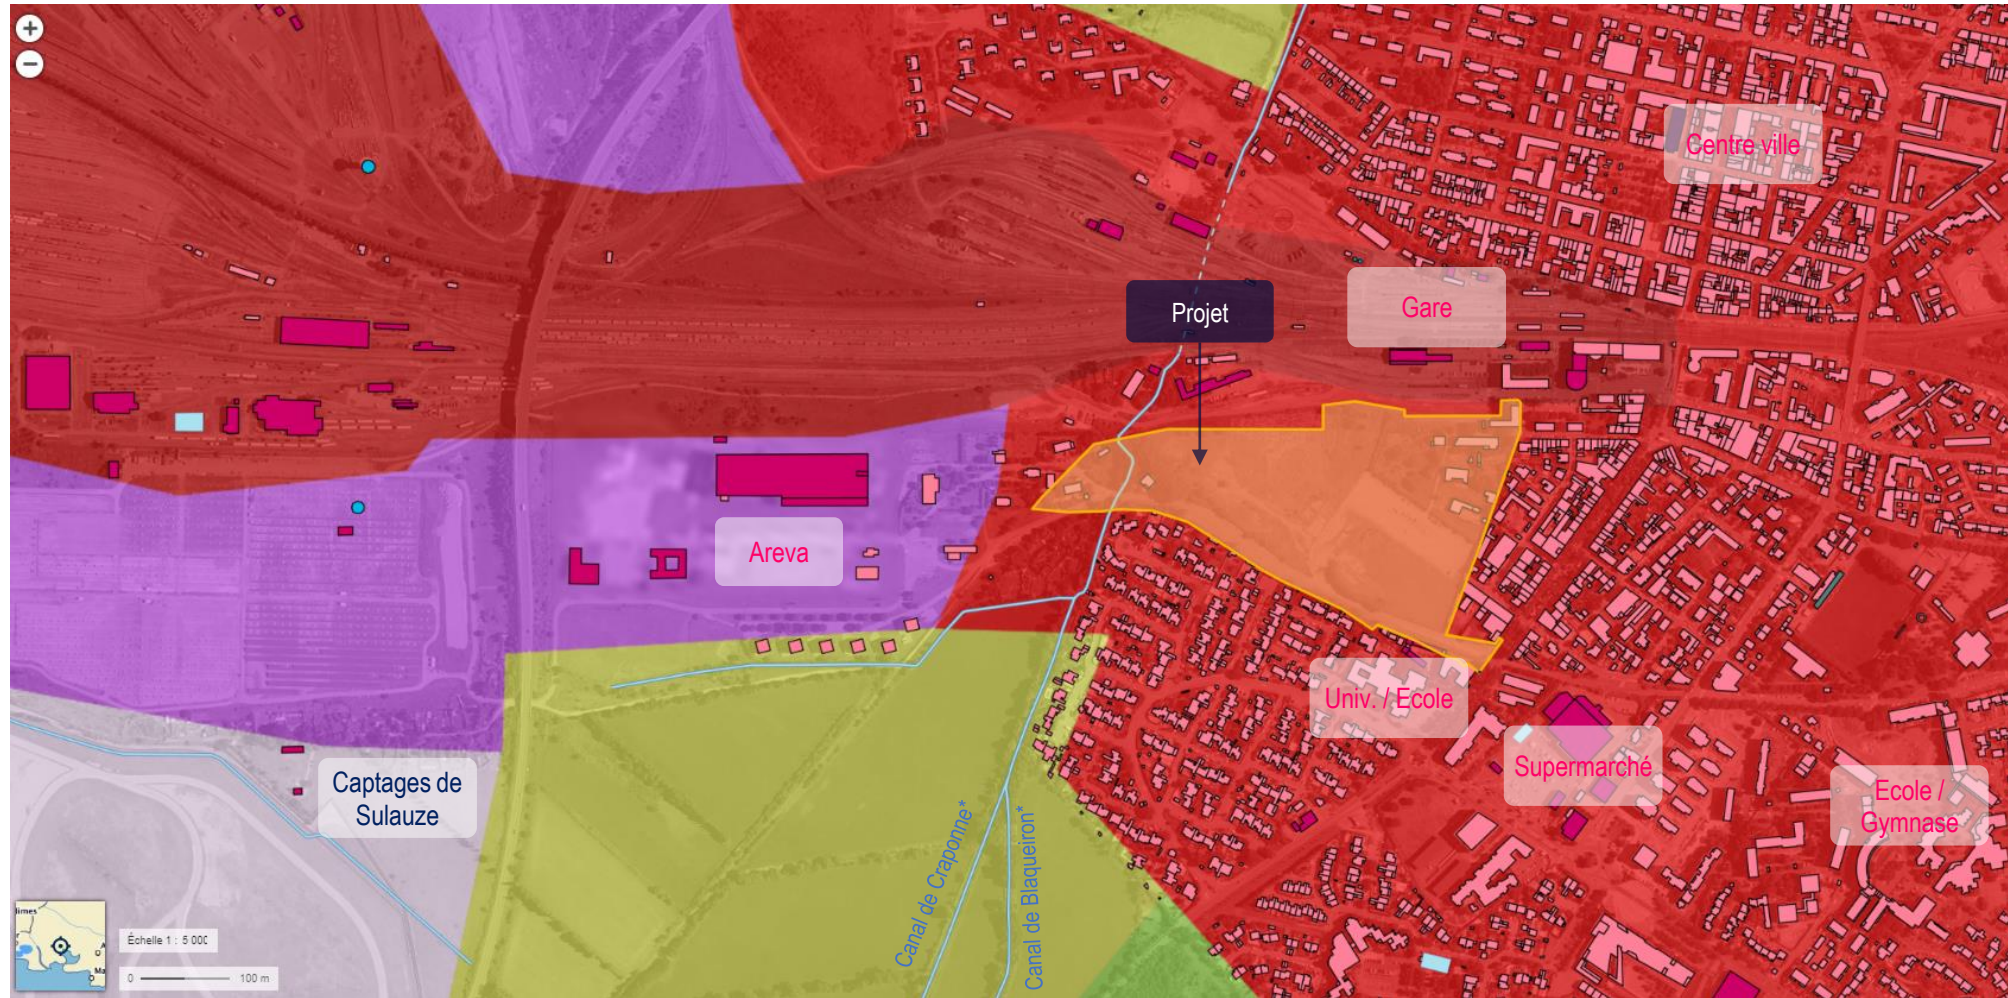 +
−
Centre ville
Projet
Gare
Areva
Univ. / Ecole
Supermarché
Captages de
Sulauze
Ecole /
Gymnase
Canal de Craponne*
Canal de Blaqueiron*
Échelle 1 : 5 000
0 100 m